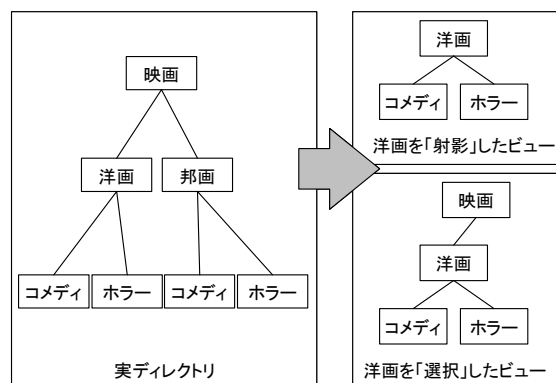 映画
洋画
邦画
コメディ
ホラー
コメディ
ホラー
実ディレクトリ
洋画
コメディ
ホラー
洋画を「射影」したビュー
映画
洋画
コメディ
ホラー
洋画を「選択」したビュー